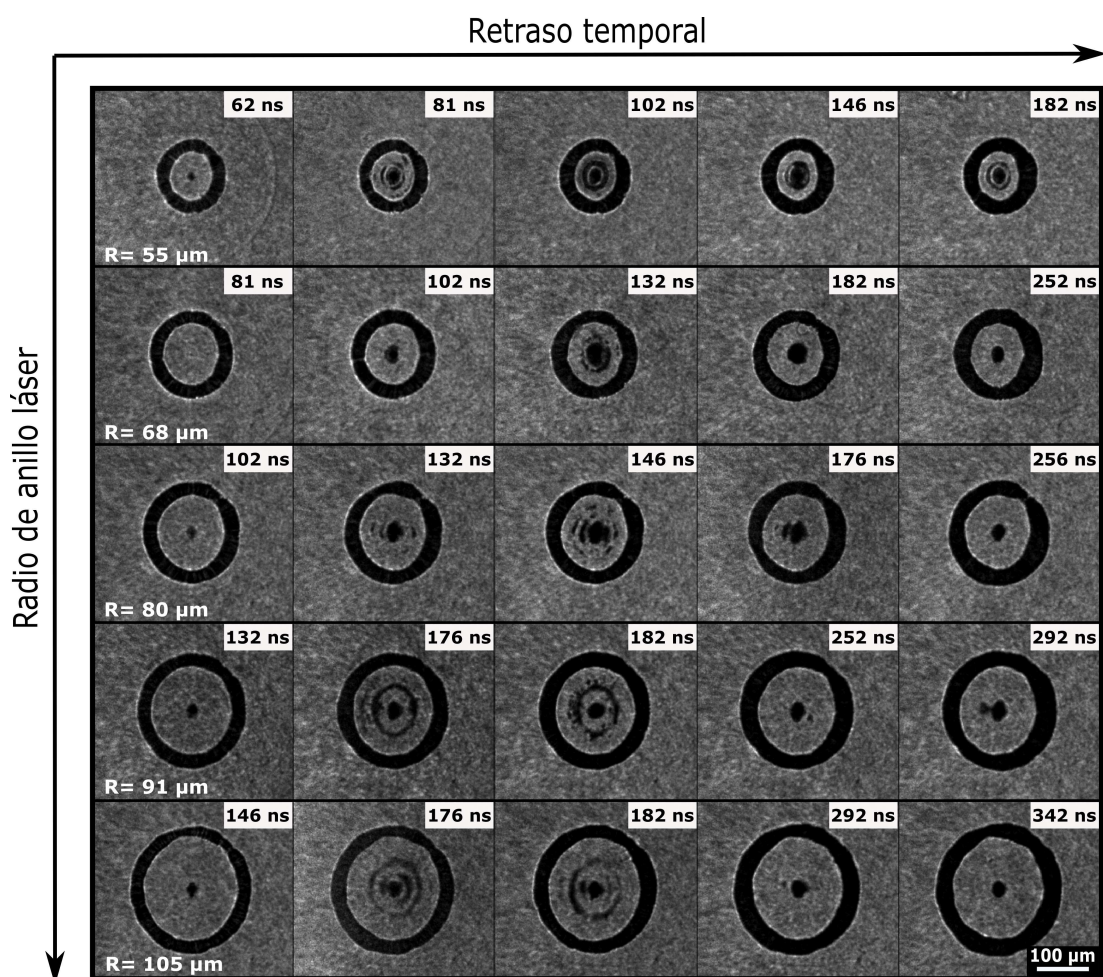 Retraso temporal
Radio de anillo láser
62 ns
81 ns
102 ns
146 ns
182 ns
R= 55 µm
81 ns
102 ns
132 ns
182 ns
252 ns
R= 68 µm
102 ns
132 ns
146 ns
176 ns
256 ns
R= 80 µm
132 ns
176 ns
182 ns
252 ns
292 ns
R= 91 µm
146 ns
176 ns
182 ns
292 ns
342 ns
R= 105 µm
100 µm